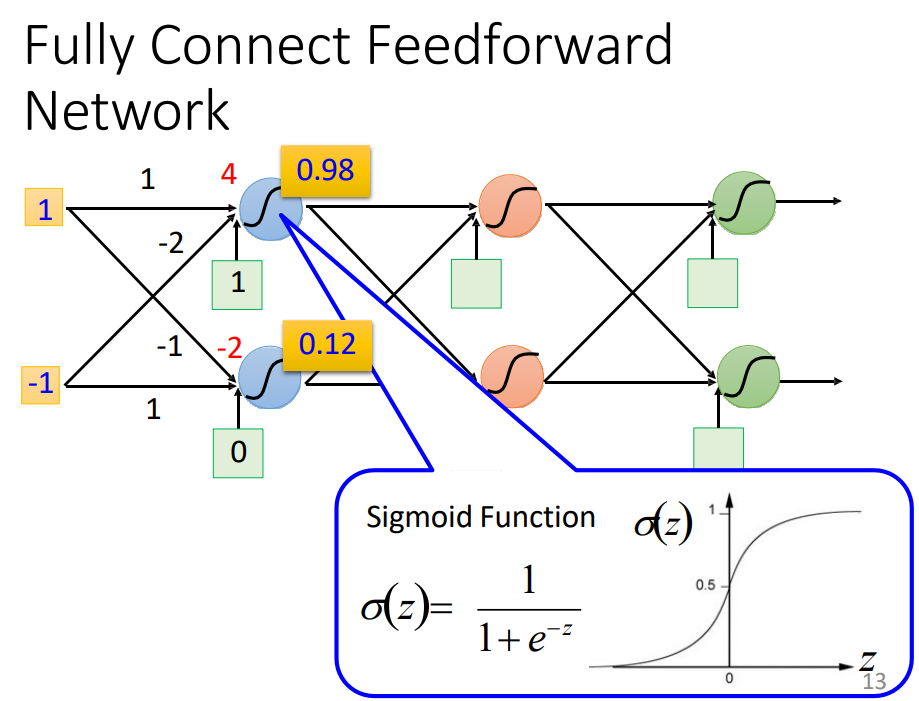 Fully Connect Feedforward
Network
1
4
0.98
1
-2
1
-1
-2
0.12
-1
1
0
Sigmoid Function
σ(z)
1
0.5
0
z
σ(z)= 1 / 1+e^{-z}
13